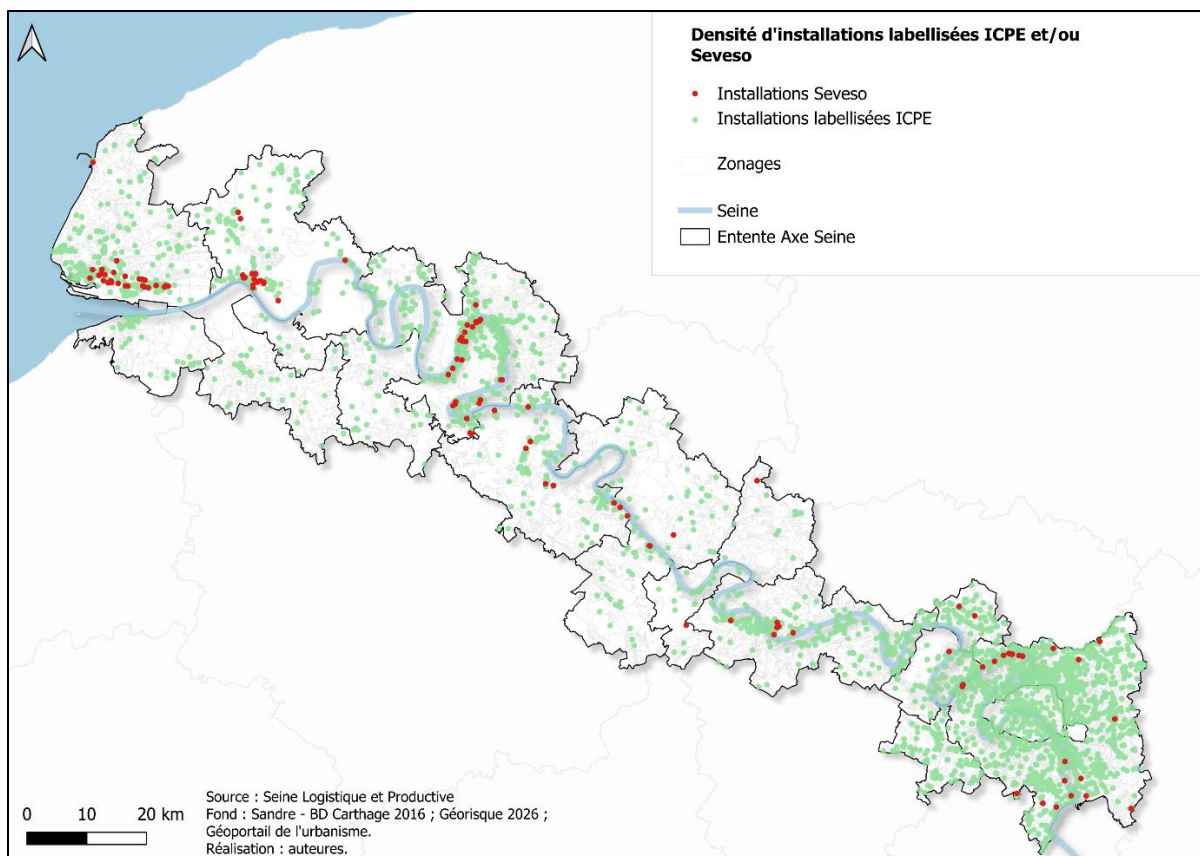 Densité d'installations labellisées ICPE et/ou
Seveso
Installations Seveso
Installations labellisées ICPE
Zonages
Seine
Entente Axe Seine
0 10 20 km
Source : Seine Logistique et Productive
Fond : Sandre - BD Carthage 2016 ; Géorisque 2026 ;
Géoportail de l'urbanisme.
Réalisation : auteures.